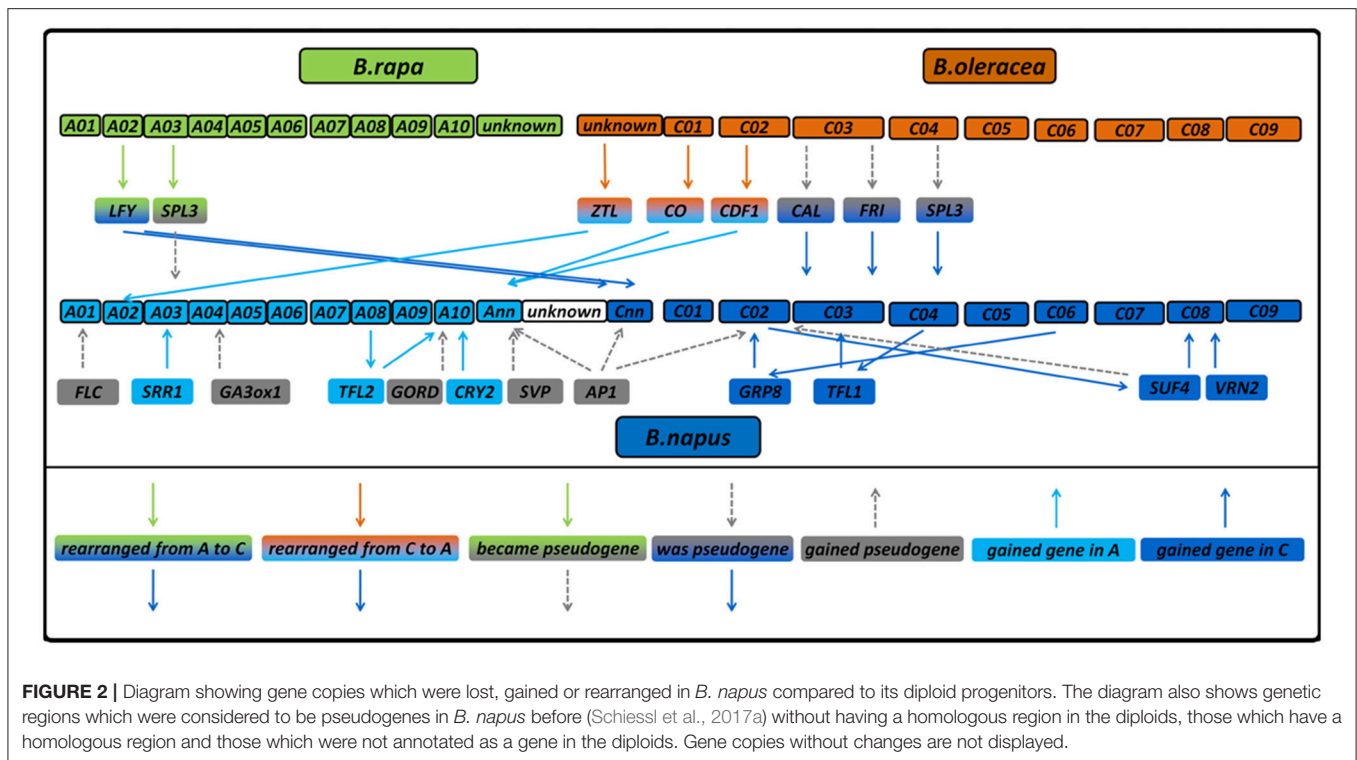 B.rapa B.oleracea
A01 A02 A03 A04 A05 A06 A07 A08 A09 A10 unknown unknown C01 C02 C03 C04 C05 C06 C07 C08 C09
LFY SPL3 ZTL CO CDF1 CAL FRI SPL3
A01 A02 A03 A04 A05 A06 A07 A08 A09 A10 Ann unknown Cnn C01 C02 C03 C04 C05 C06 C07 C08 C09
FLC SRR1 GA3ox1 TFL2 GORD CRY2 SVP AP1 GRP8 TFL1 SUF4 VRN2
B.napus
rearranged from A to C rearranged from C to A became pseudogene was pseudogene gained pseudogene gained gene in A gained gene in C
FIGURE 2 | Diagram showing gene copies which were lost, gained or rearranged in B. napus compared to its diploid progenitors. The diagram also shows genetic
regions which were considered to be pseudogenes in B. napus before (Schiessl et al., 2017a) without having a homologous region in the diploids, those which have a
homologous region and those which were not annotated as a gene in the diploids. Gene copies without changes are not displayed.